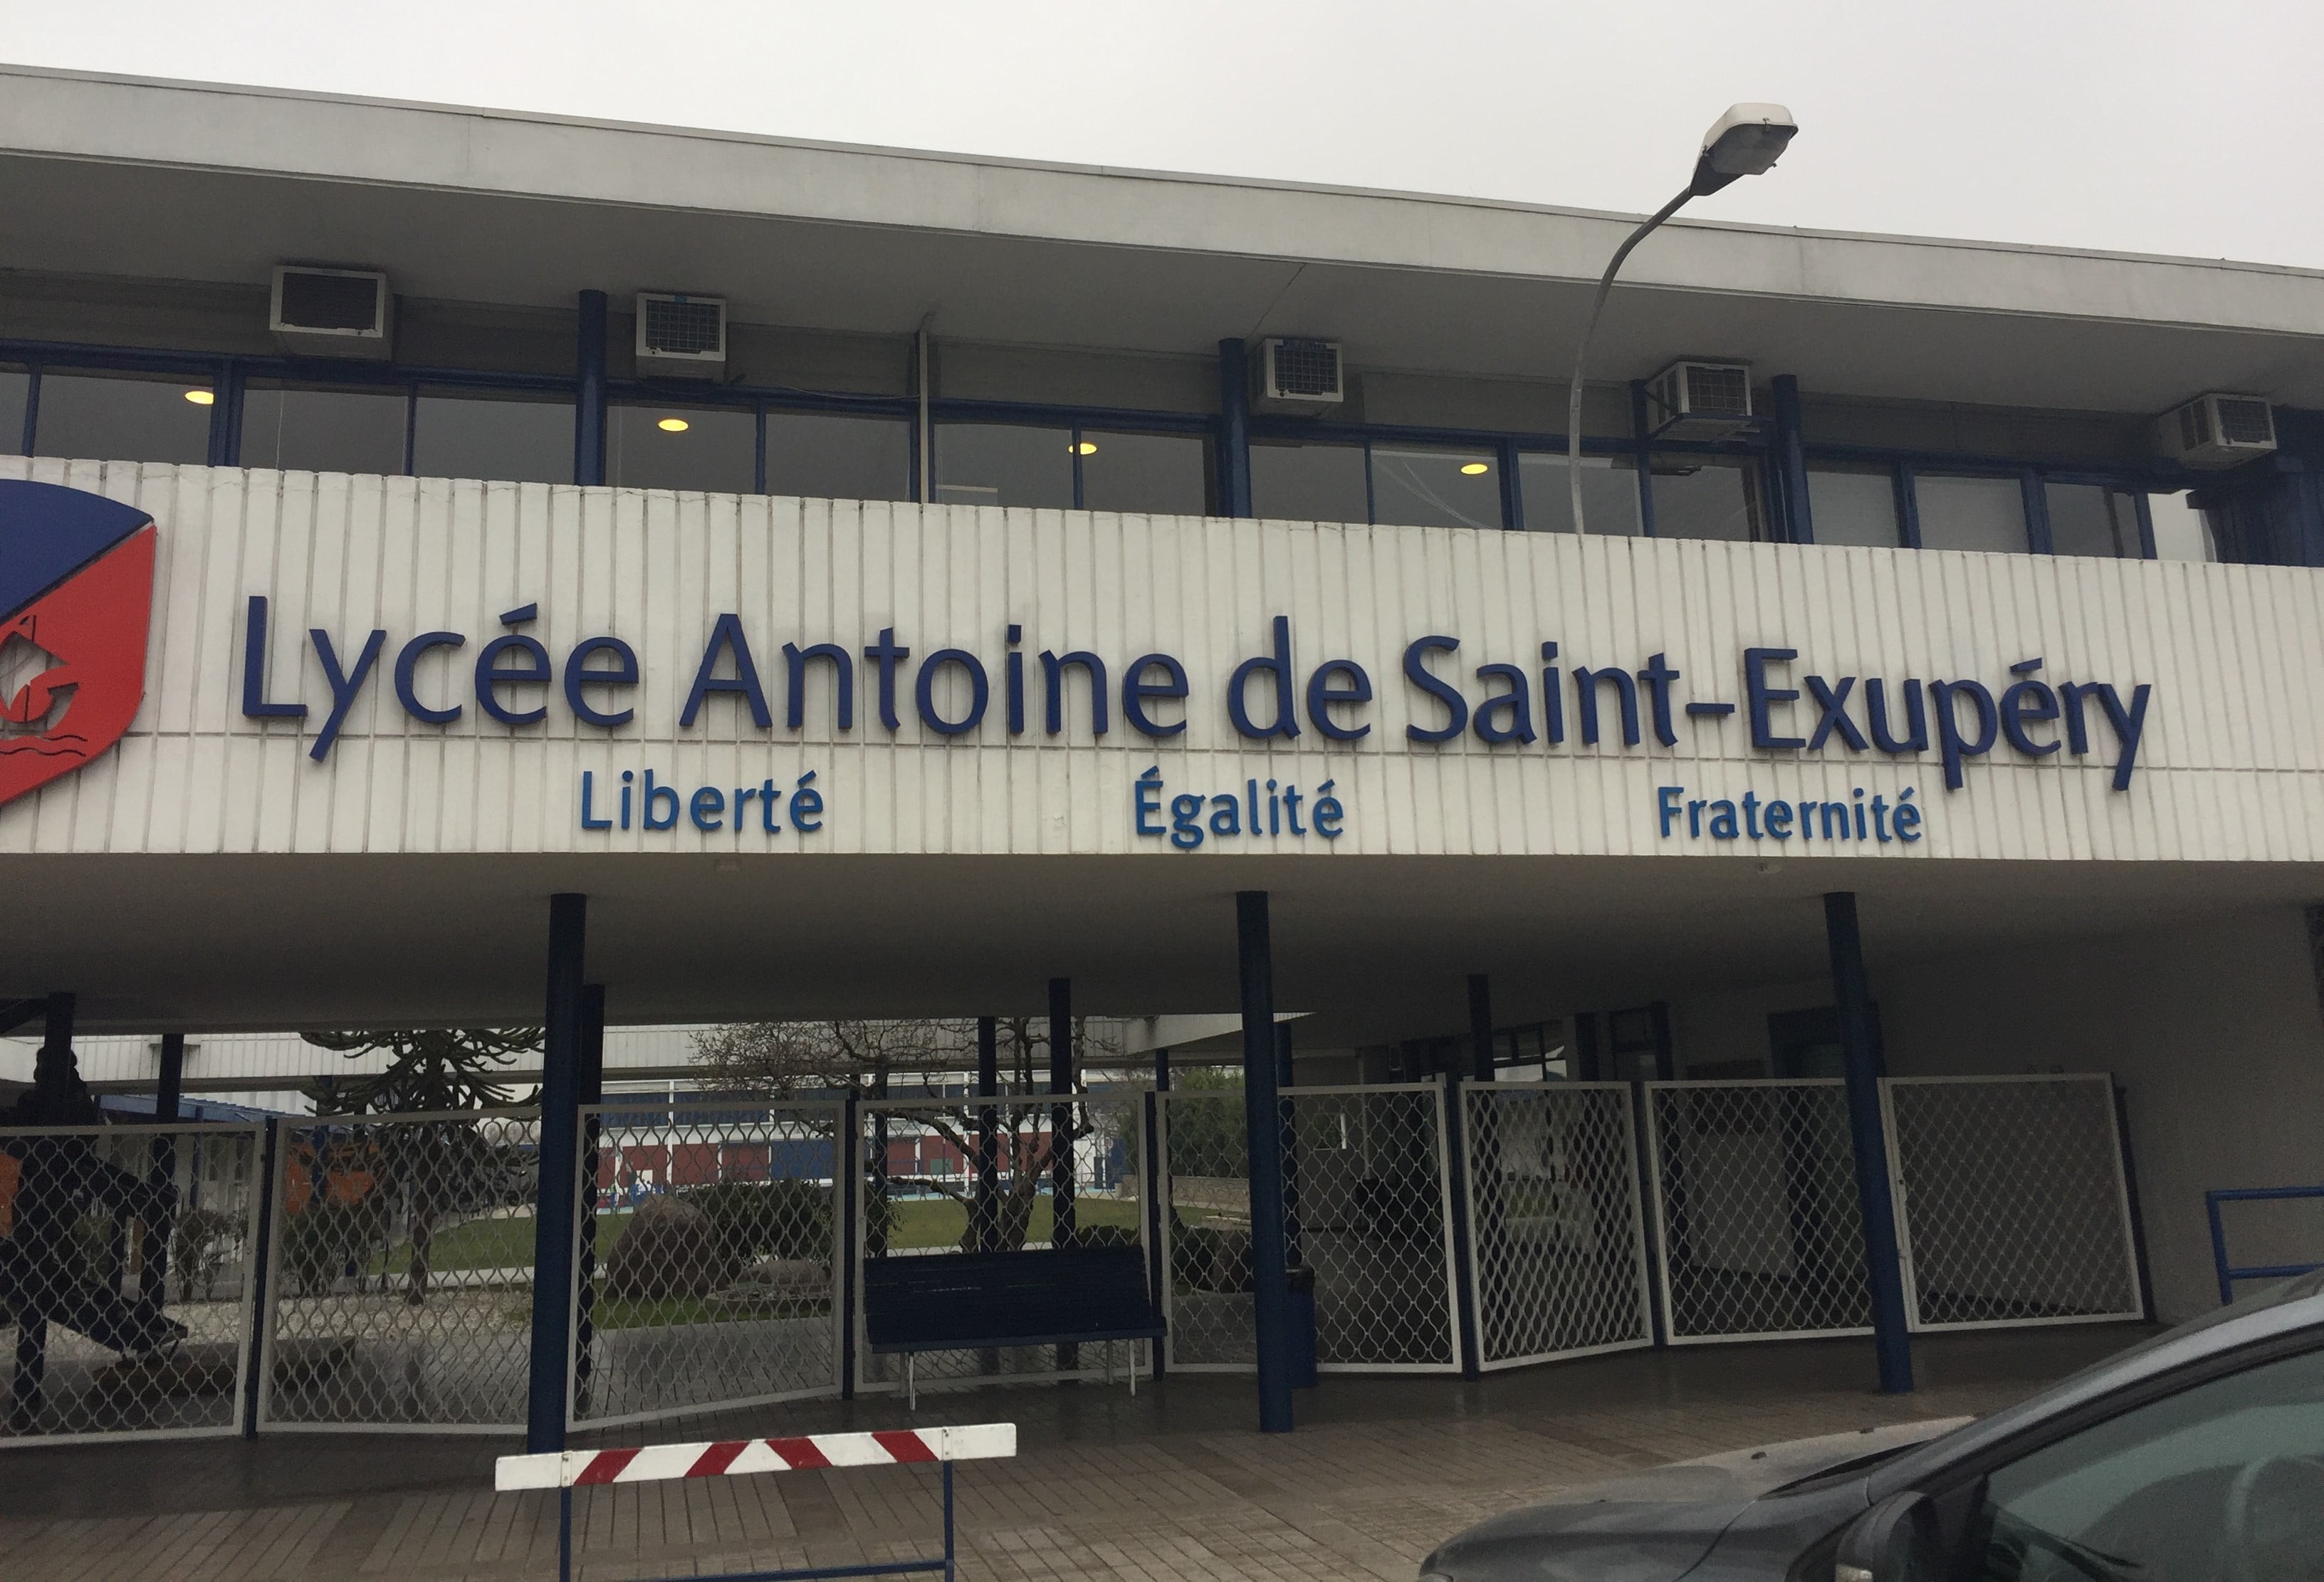 Lycée Antoine de Saint-Exupéry
Liberté Égalité Fraternité